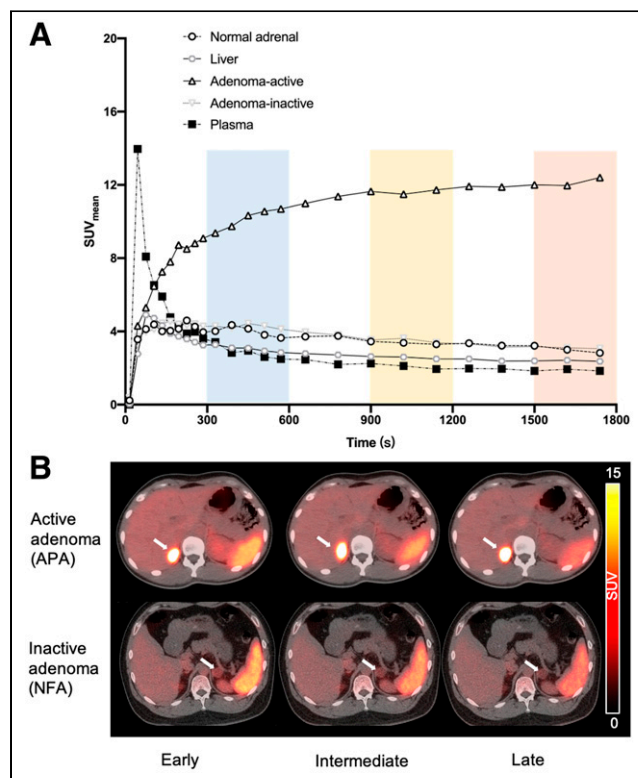 A
Normal adrenal
Liver
Adenoma-active
Adenoma-inactive
Plasma
20
16
12
8
4
0
SUVmean
0 300 600 900 1200 1500 1800
Time (s)
B
Active
adenoma
(APA)
Inactive
adenoma
(NFA)
15
SUV
0
Early Intermediate Late